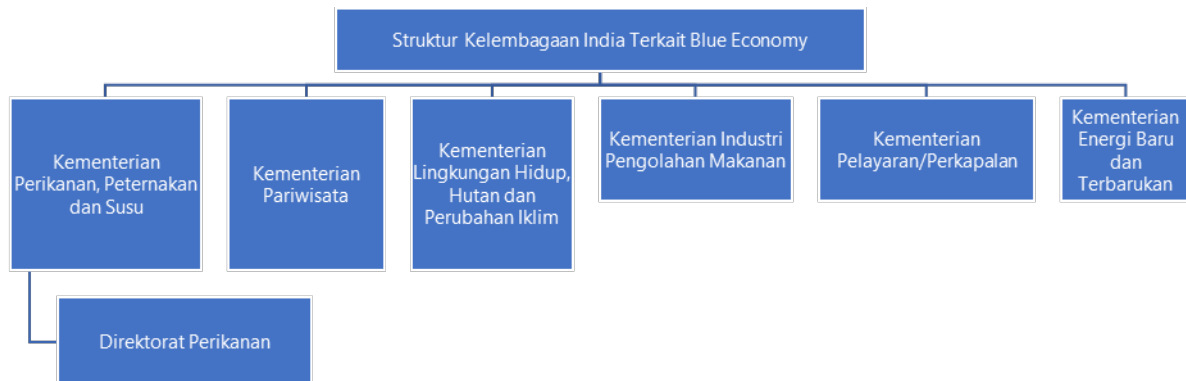 Struktur Kelembagaan India Terkait Blue Economy
Kementerian
Perikanan, Peternakan
dan Susu
Kementerian
Pariwisata
Kementerian
Lingkungan Hidup,
Hutan dan
Perubahan Iklim
Kementerian Industri
Pengolahan Makanan
Kementerian
Pelayaran/Perkapalan
Kementerian
Energi Baru
dan
Terbarukan
Direktorat Perikanan